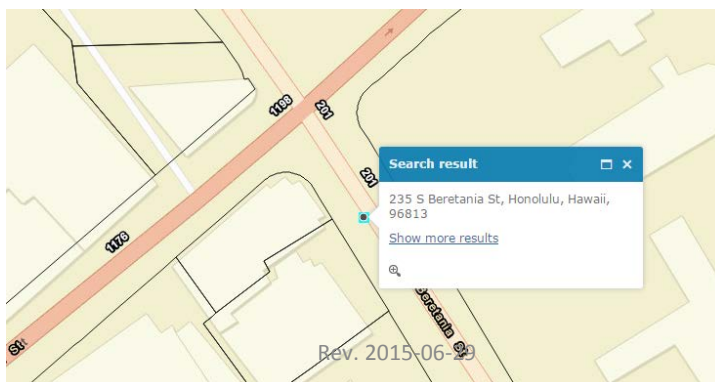 1198
201
201
Search result
235 S Beretania St, Honolulu, Hawaii,
96813
Show more results
1176
Beretania St
St
Rev. 2015-06-29